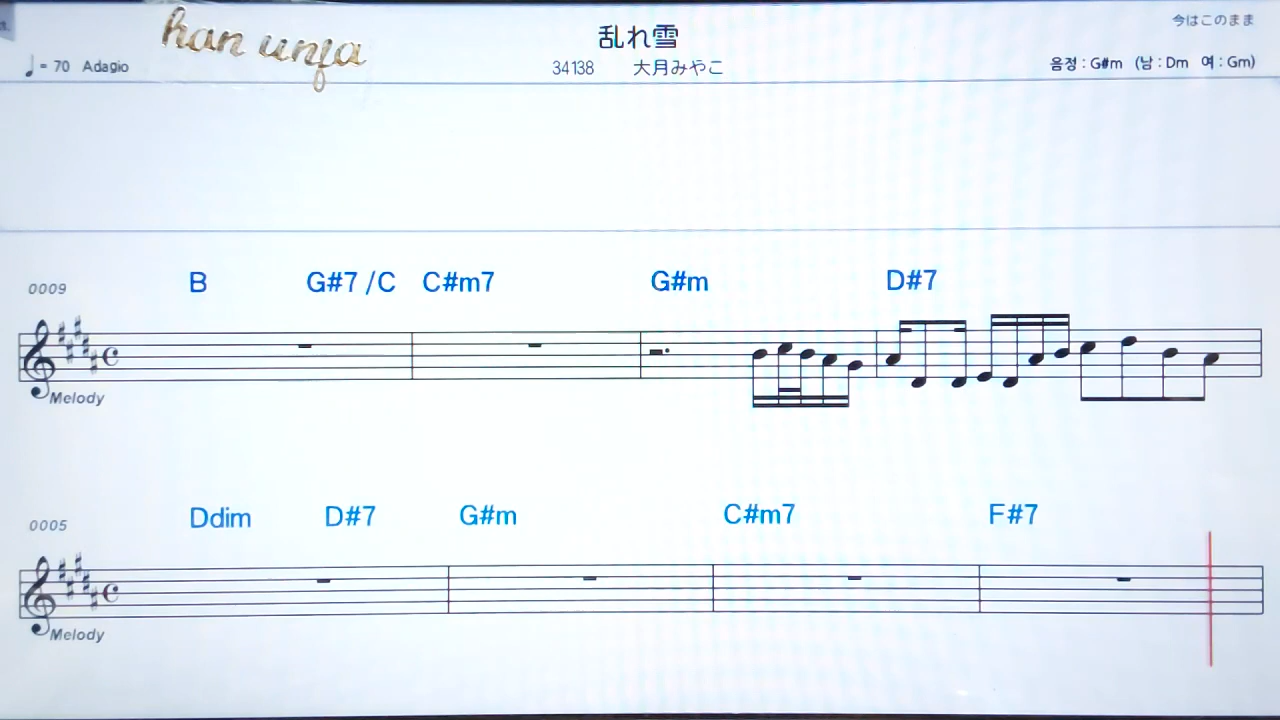 今はこのまま
han unja
乱れ雪
= 70 Adagio
34138 大月みやこ
음정 : G#m (남 : Dm 여 : Gm)
0009
B G#7 /C C#m7 G#m D#7
Melody
0005
Ddim D#7 G#m C#m7 F#7
Melody